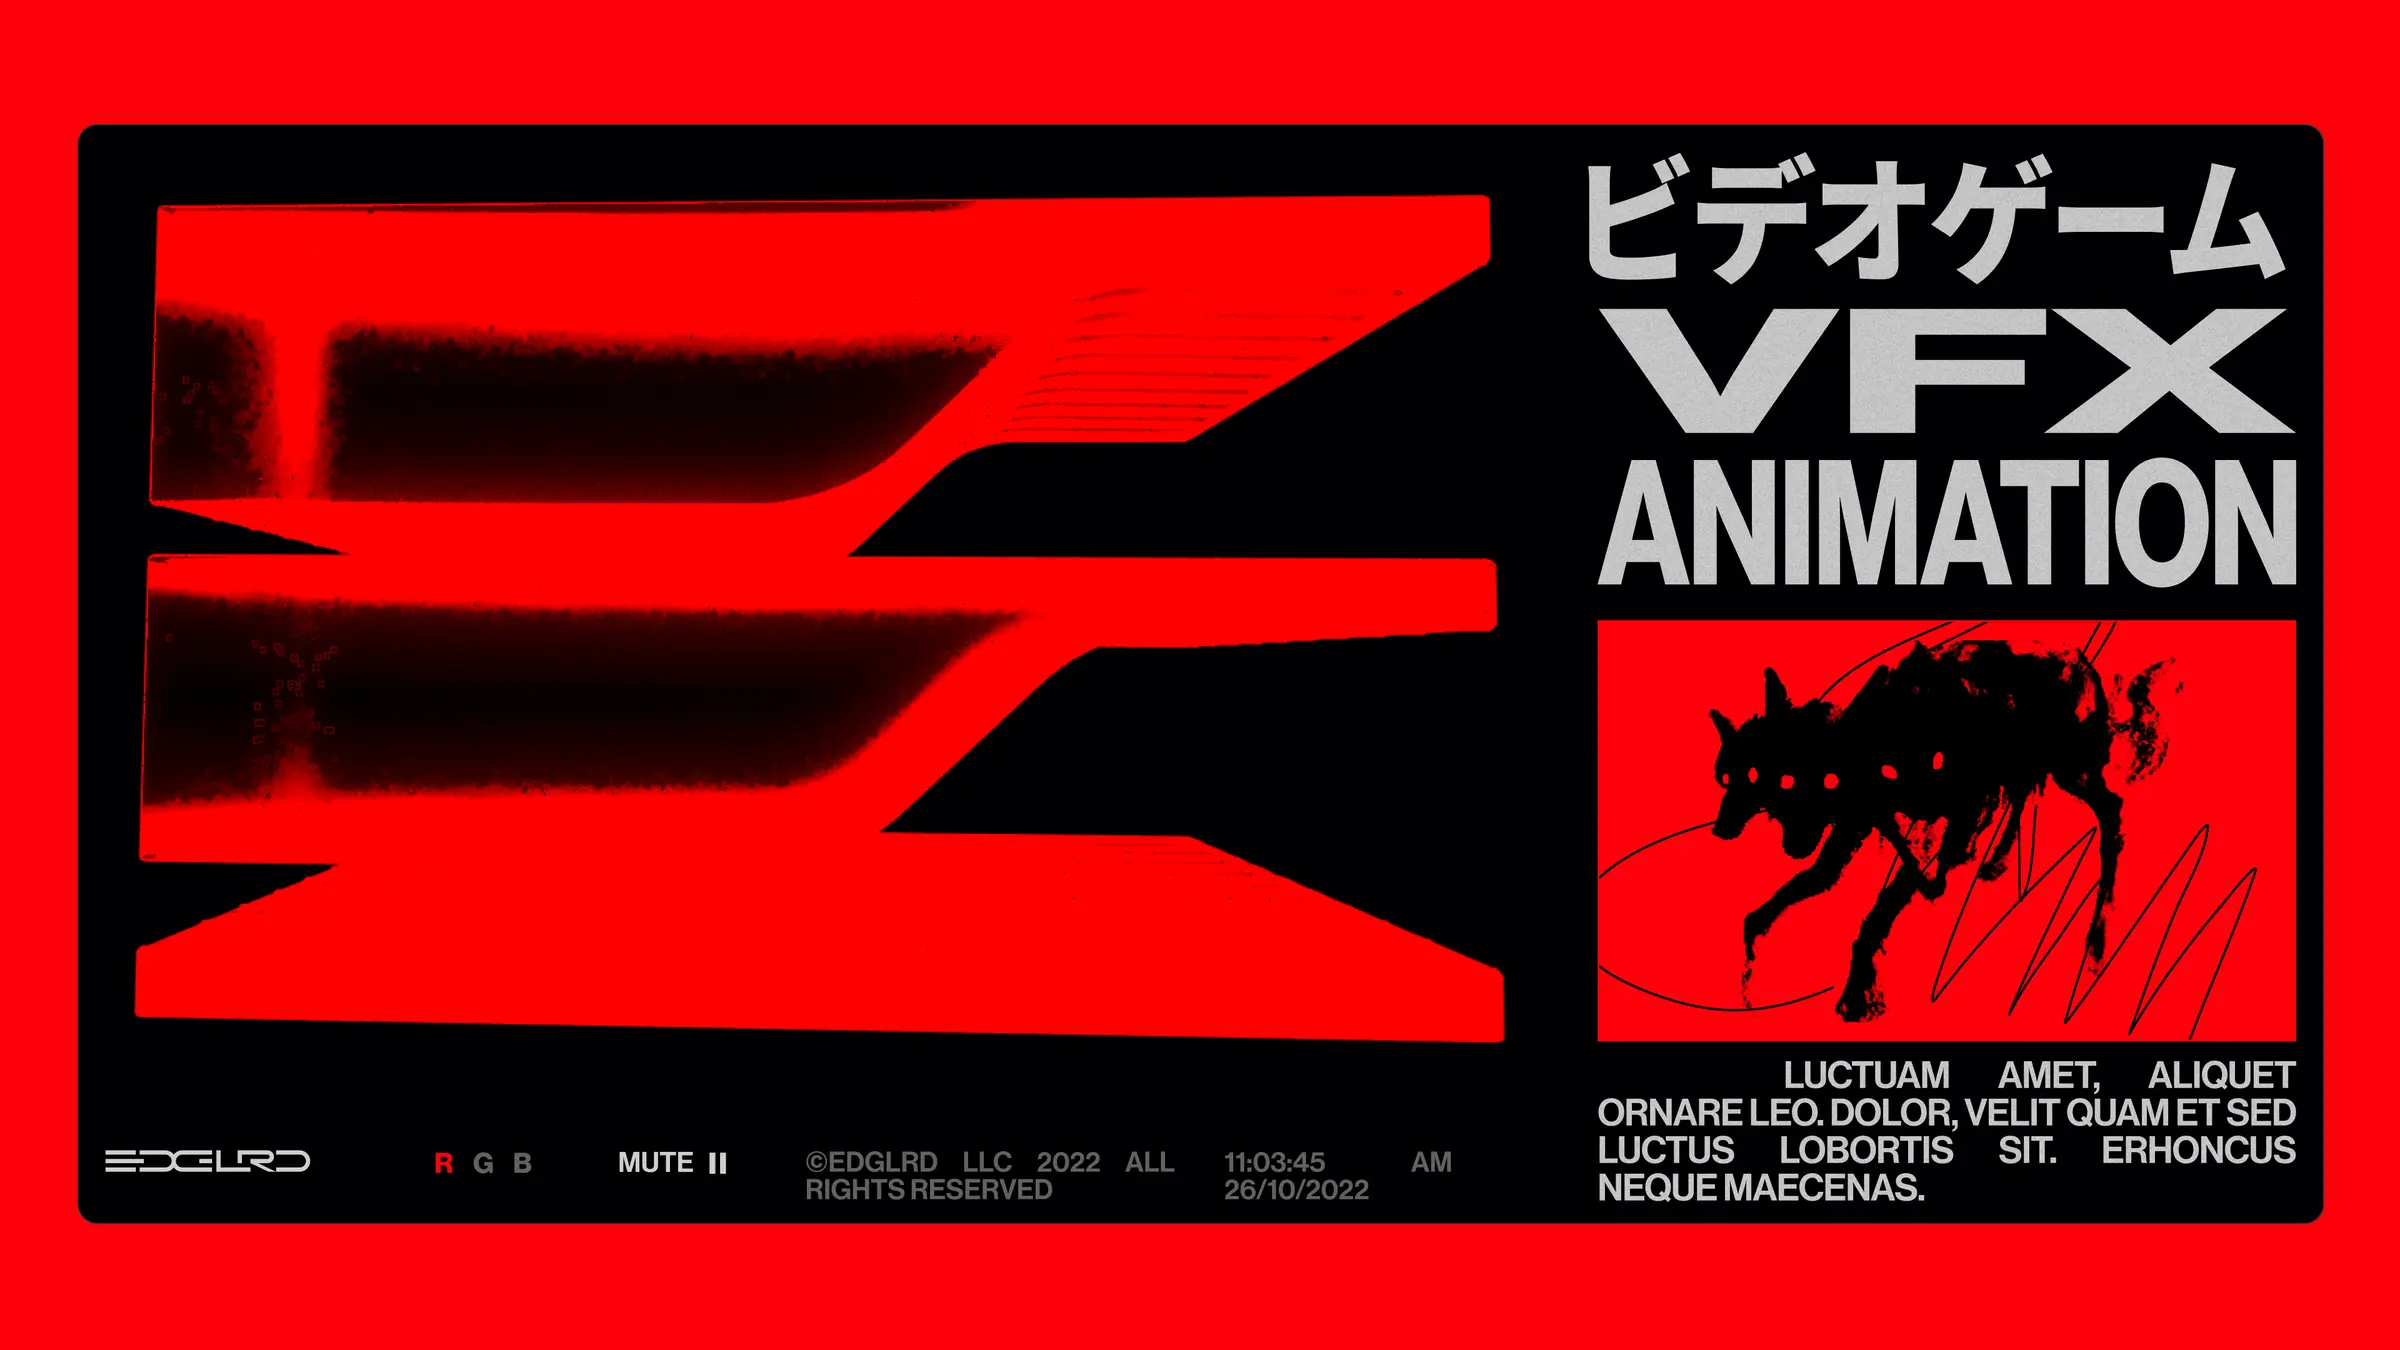 ビデオゲーム
VFX
ANIMATION
LUCTUAM AMET, ALIQUET
ORNARE LEO. DOLOR, VELIT QUAM ET SED
LUCTUS LOBORTIS SIT. ERHONCUS
NEQUE MAECENAS.
EDGLRD
R G B
MUTE
©EDGLRD LLC 2022 ALL
RIGHTS RESERVED
11:03:45 AM
26/10/2022